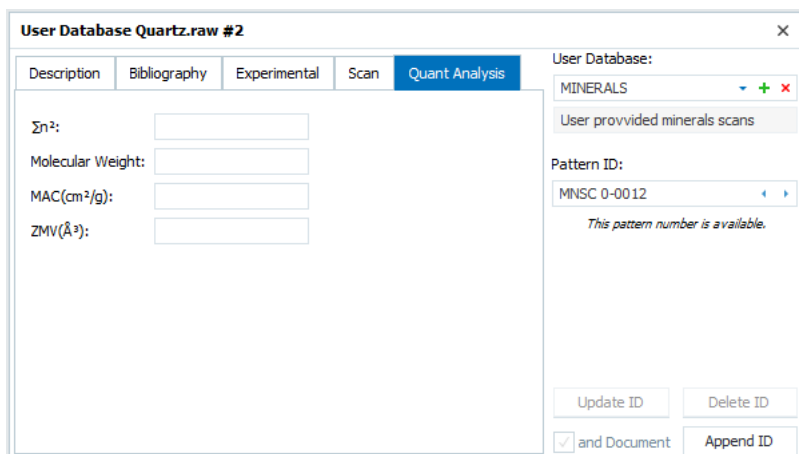 User Database Quartz.raw #2
Description Bibliography Experimental Scan Quant Analysis
Σn²:
Molecular Weight:
MAC(cm²/g):
ZMV(Å³):
User Database:
MINERALS
User provvided minerals scans
Pattern ID:
MNSC 0-0012
This pattern number is available.
Update ID Delete ID
and Document Append ID